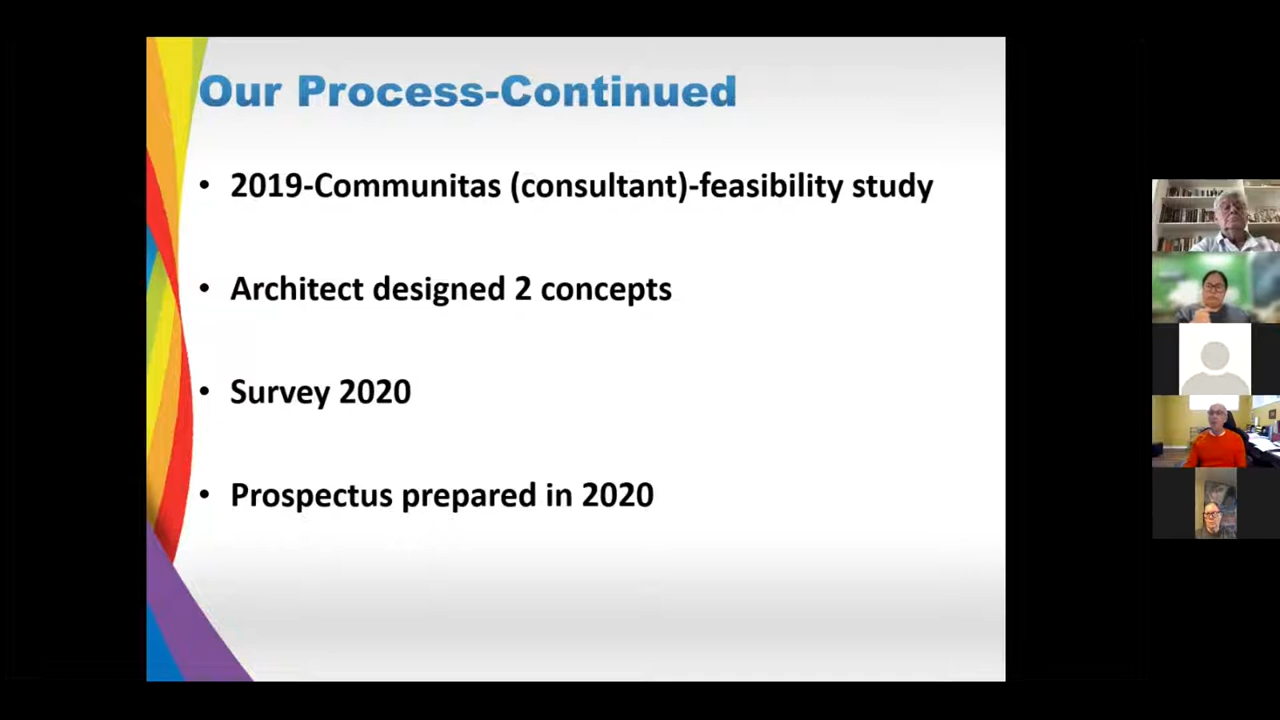 Our Process-Continued
• 2019-Communitas (consultant)-feasibility study
• Architect designed 2 concepts
• Survey 2020
• Prospectus prepared in 2020